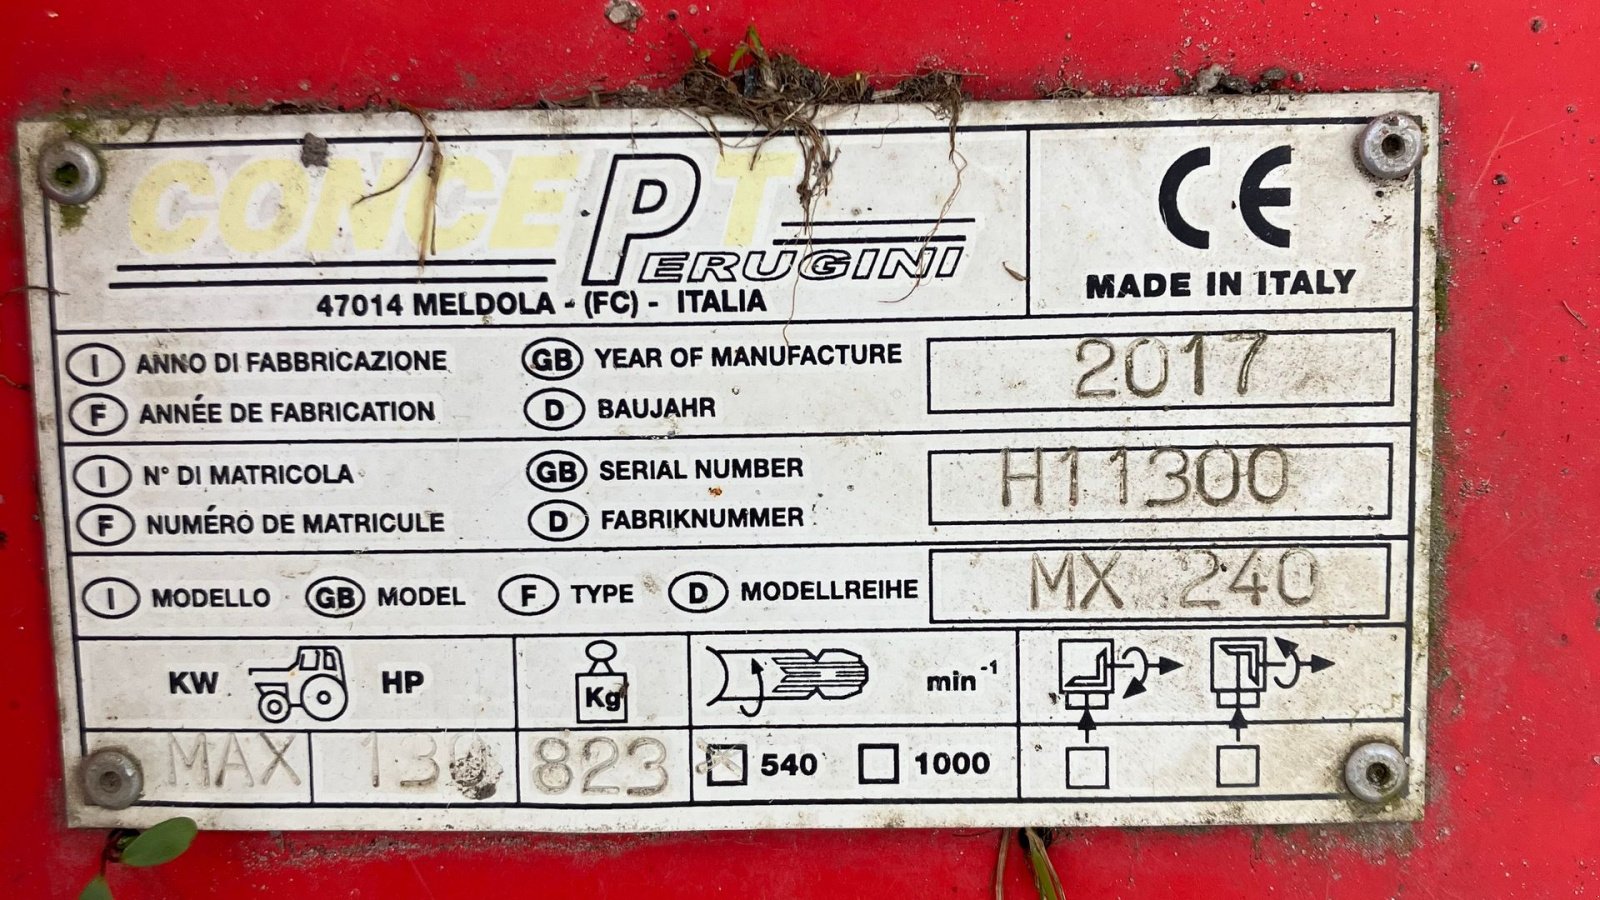 CONCEPT
PERUGINI
47014 MELDOLA - (FC) - ITALIA
CE
MADE IN ITALY
I ANNO DI FABBRICAZIONE GB YEAR OF MANUFACTURE 2017
F ANNÉE DE FABRICATION D BAUJAHR
I N° DI MATRICOLA GB SERIAL NUMBER H11300
F NUMÉRO DE MATRICULE D FABRIKNUMMER
I MODELLO GB MODEL F TYPE D MODELLREIHE MX 240
KW HP Kg min-1
MAX 130 823 540 1000